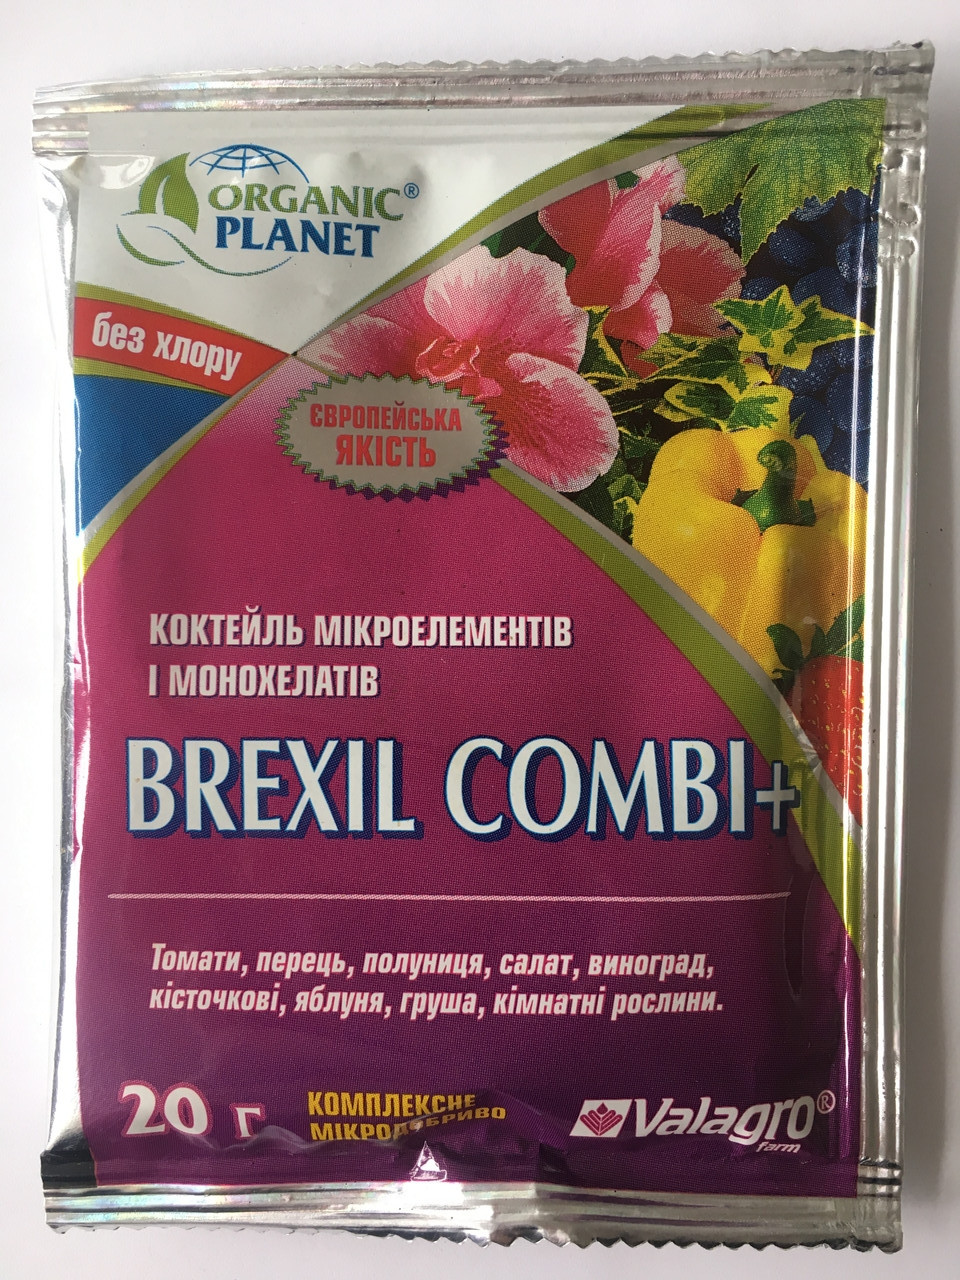 ORGANIC®
PLANET
без хлору
ЄВРОПЕЙСЬКА
ЯКІСТЬ
КОКТЕЙЛЬ МІКРОЕЛЕМЕНТІВ
І МОНОХЕЛАТІВ
BREXIL COMBI+
Томати, перець, полуниця, салат, виноград,
кісточкові, яблуня, груша, кімнатні рослини.
20 г
КОМПЛЕКСНЕ
МІКРОДОБРИВО
Valagro®
farm